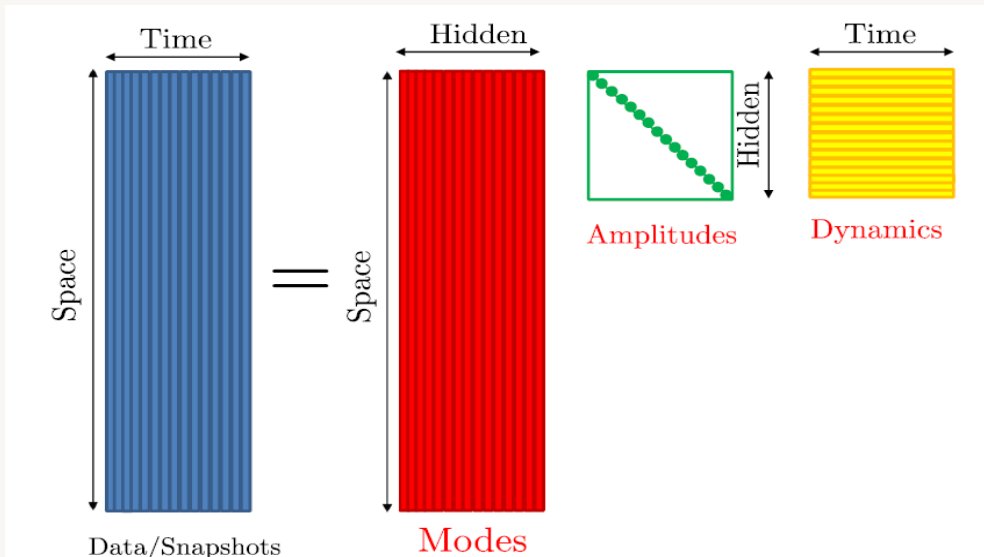 Time
Hidden
Time
Space
Space
Hidden
Amplitudes
Dynamics
Data/Snapshots
Modes